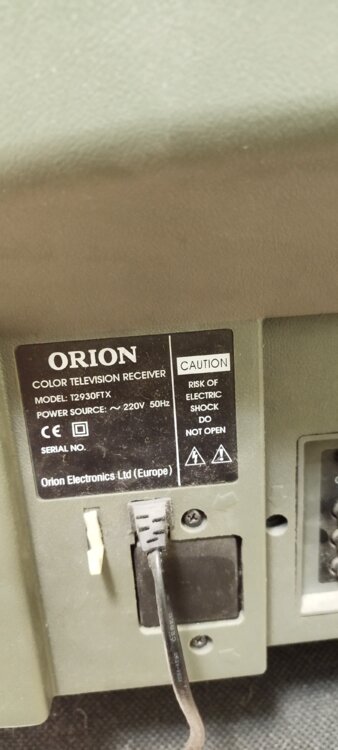 ORION
COLOR TELEVISION RECEIVER
MODEL: T2930FTX
POWER SOURCE: ～ 220V 50Hz
CE
SERIAL NO.
Orion Electronics Ltd (Europe)
CAUTION
RISK OF
ELECTRIC
SHOCK
DO
NOT OPEN